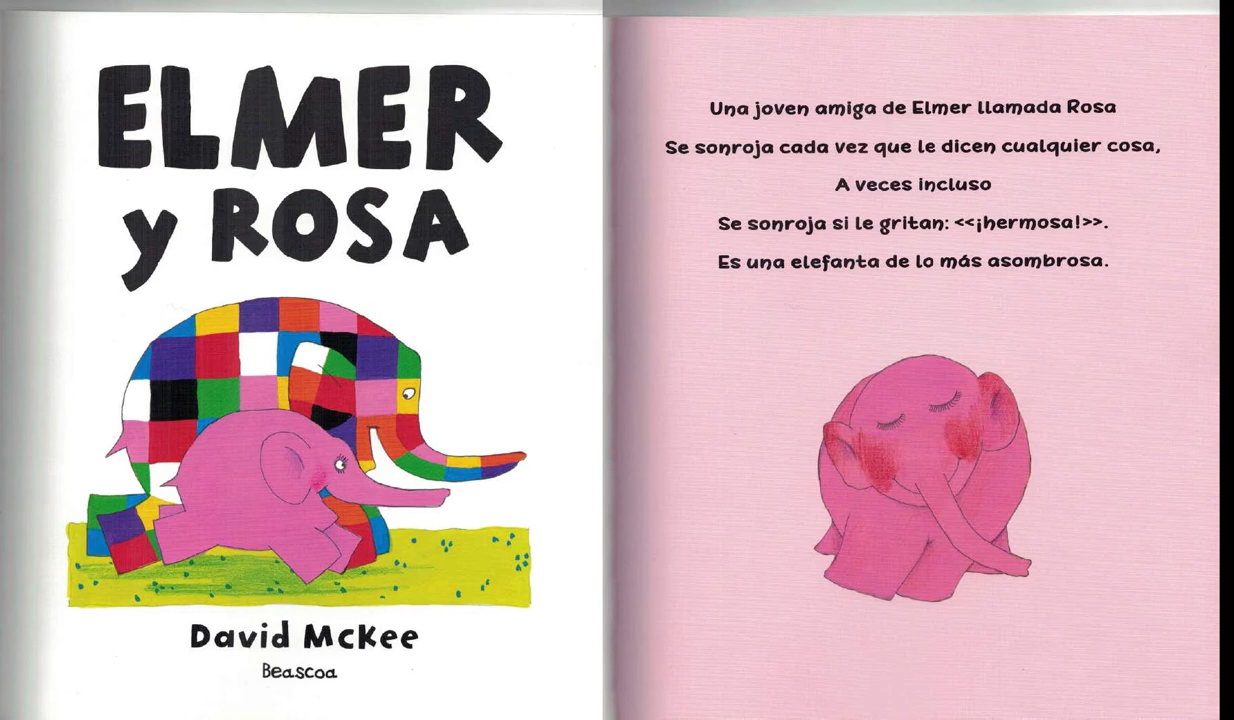 ELMER
y ROSA
David McKee
Beascoa
Una joven amiga de Elmer llamada Rosa
Se sonroja cada vez que le dicen cualquier cosa,
A veces incluso
Se sonroja si le gritan: <<¡hermosa!>>.
Es una elefanta de lo más asombrosa.